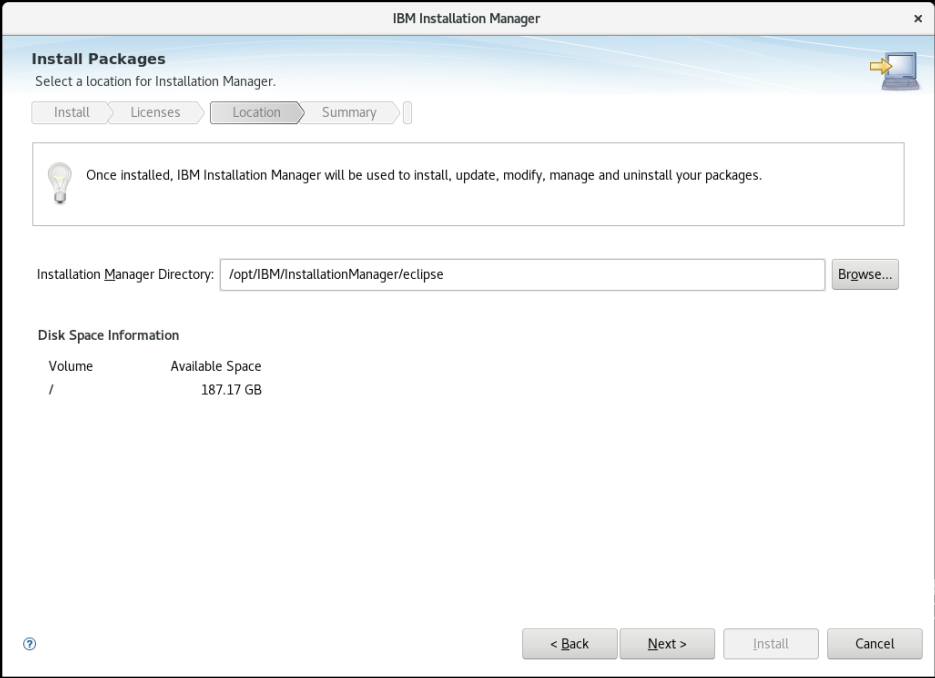 IBM Installation Manager
×
Install Packages
Select a location for Installation Manager.
Install Licenses Location Summary
Once installed, IBM Installation Manager will be used to install, update, modify, manage and uninstall your packages.
Installation Manager Directory: /opt/IBM/InstallationManager/eclipse Browse...
Disk Space Information
Volume Available Space
/ 187.17 GB
? < Back Next > Install Cancel